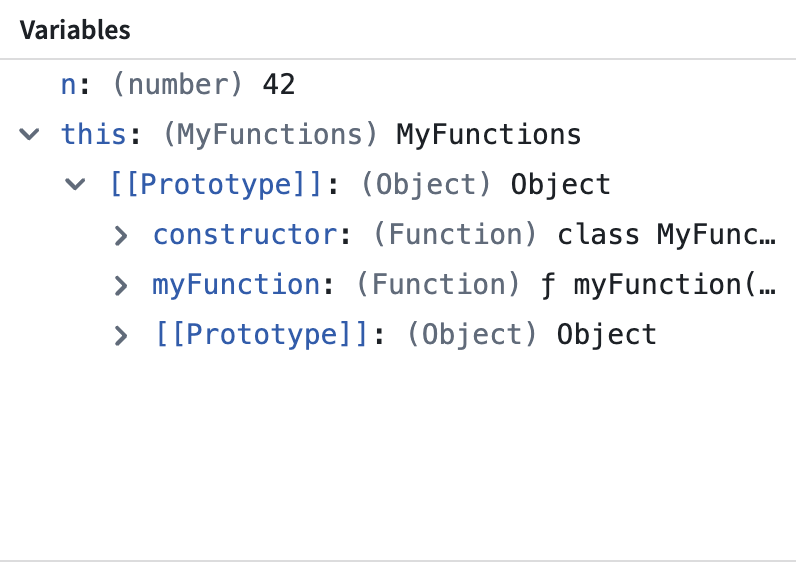 Variables
n: (number) 42
this: (MyFunctions) MyFunctions
[[Prototype]]: (Object) Object
constructor: (Function) class MyFunc…
myFunction: (Function) ƒ myFunction(…
[[Prototype]]: (Object) Object